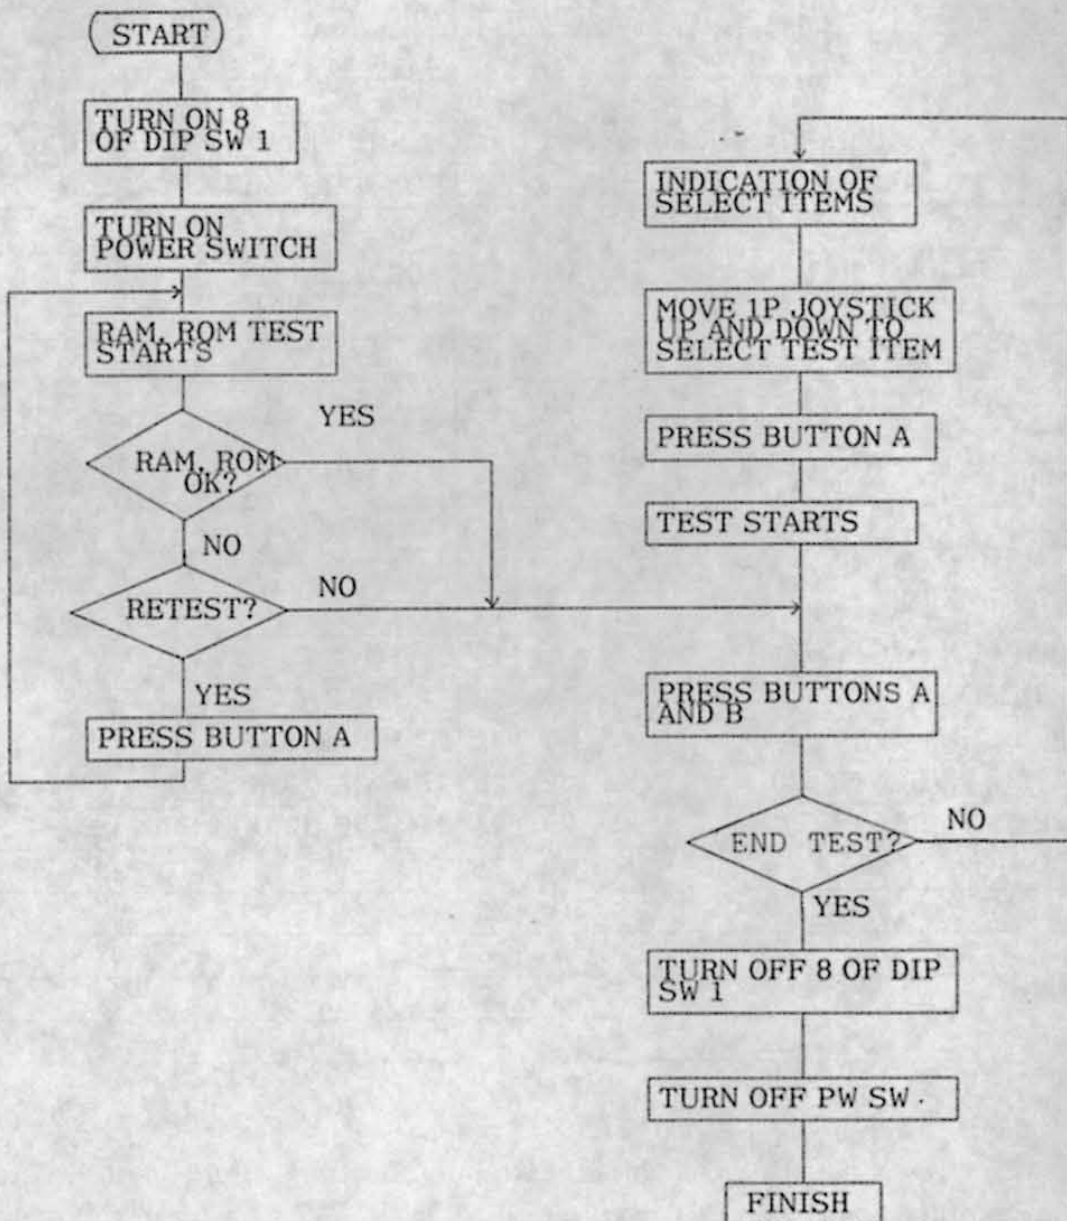 START
TURN ON 8
OF DIP SW 1
TURN ON
POWER SWITCH
RAM, ROM TEST
STARTS
YES
RAM, ROM
OK?
NO
RETEST?
NO
YES
PRESS BUTTON A
INDICATION OF
SELECT ITEMS
MOVE 1P JOYSTICK
UP AND DOWN TO
SELECT TEST ITEM
PRESS BUTTON A
TEST STARTS
PRESS BUTTONS A
AND B
END TEST?
NO
YES
TURN OFF 8 OF DIP
SW 1
TURN OFF PW SW.
FINISH